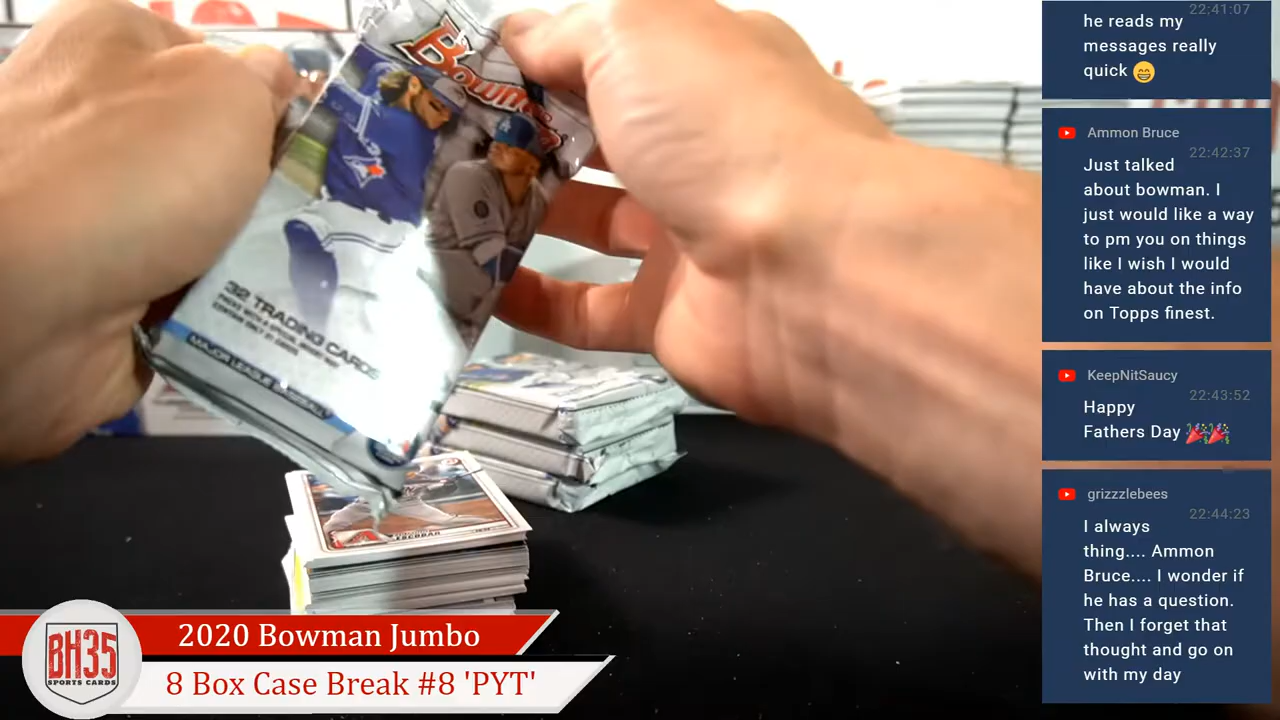 Bowman
32 TRADING CARDS
MAJOR LEAGUE BASEBALL
ESCOBAR
BH35
SPORTS CARDS
2020 Bowman Jumbo
8 Box Case Break #8 'PYT'
22:41:07
he reads my
messages really
quick 😁
Ammon Bruce
22:42:37
Just talked
about bowman. I
just would like a way
to pm you on things
like I wish I would
have about the info
on Topps finest.
KeepNitSaucy
22:43:52
Happy
Fathers Day 🎉🎉
grizzzlebees
22:44:23
I always
thing.... Ammon
Bruce.... I wonder if
he has a question.
Then I forget that
thought and go on
with my day